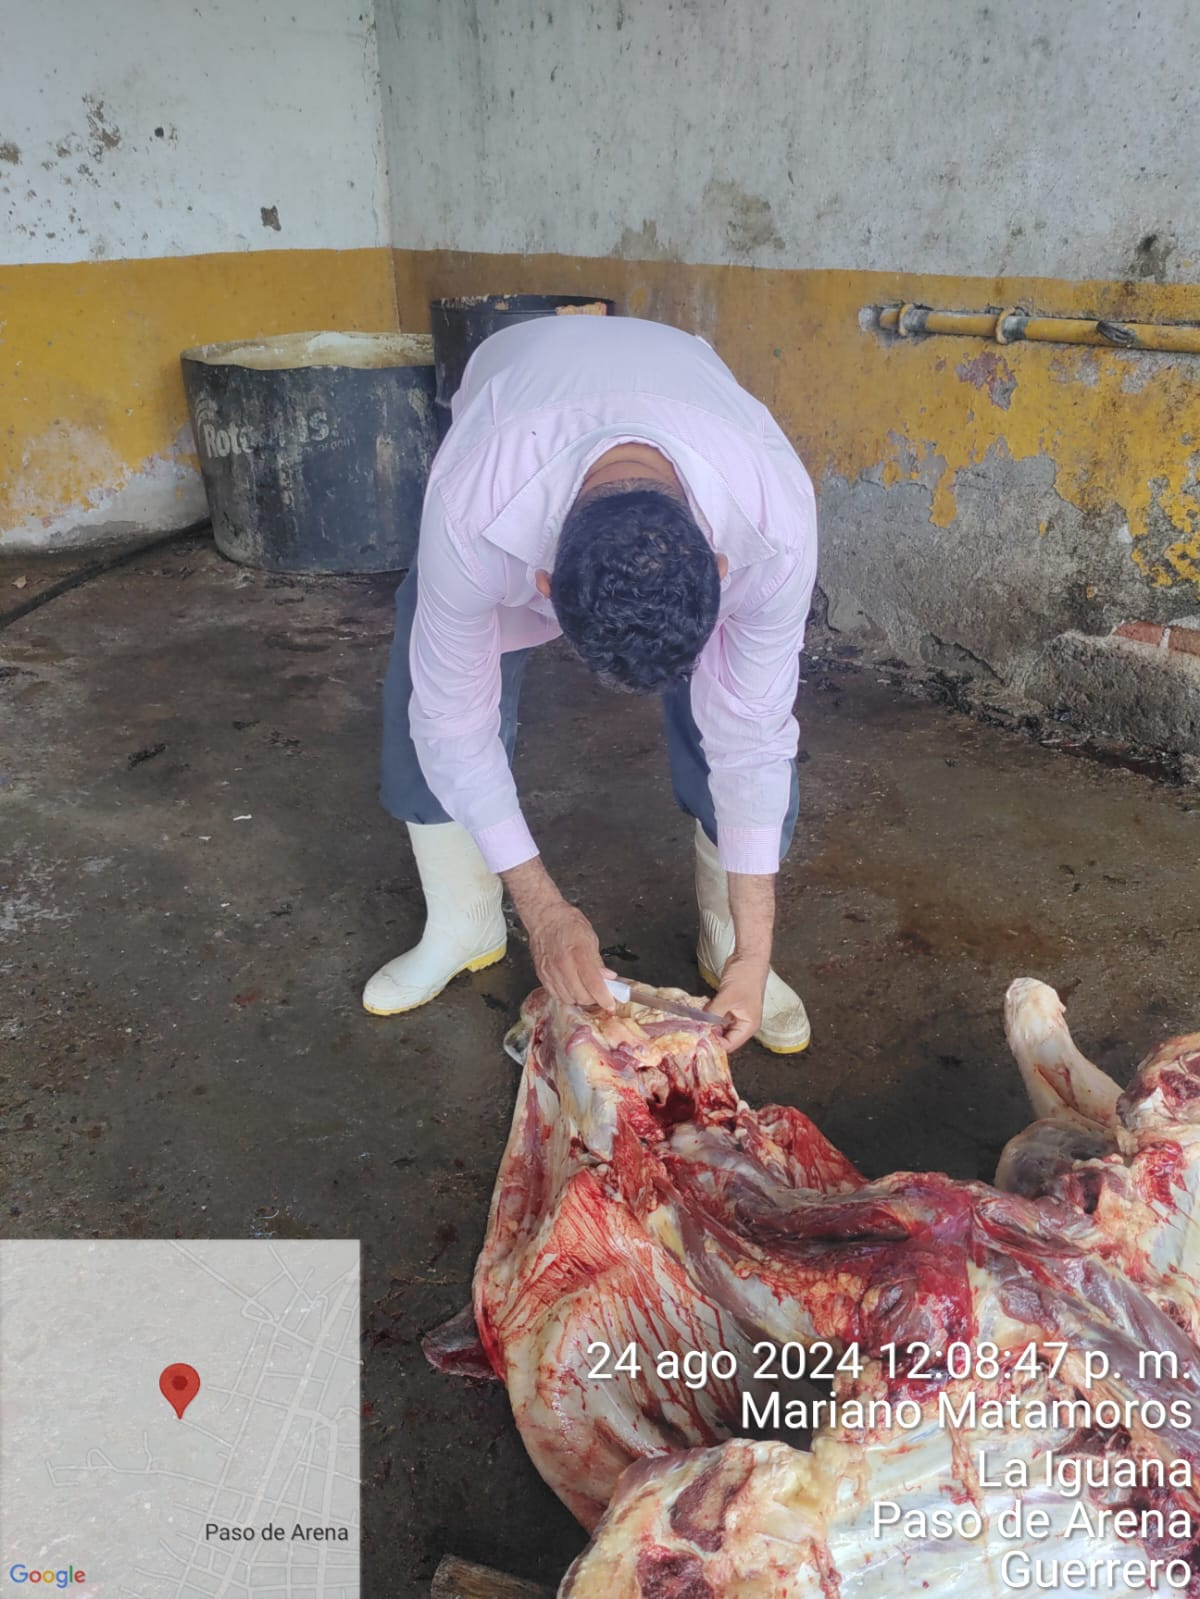 24 ago 2024 12:08:47 p. m.
Mariano Matamoros
La Iguana
Paso de Arena
Guerrero
Paso de Arena
Google